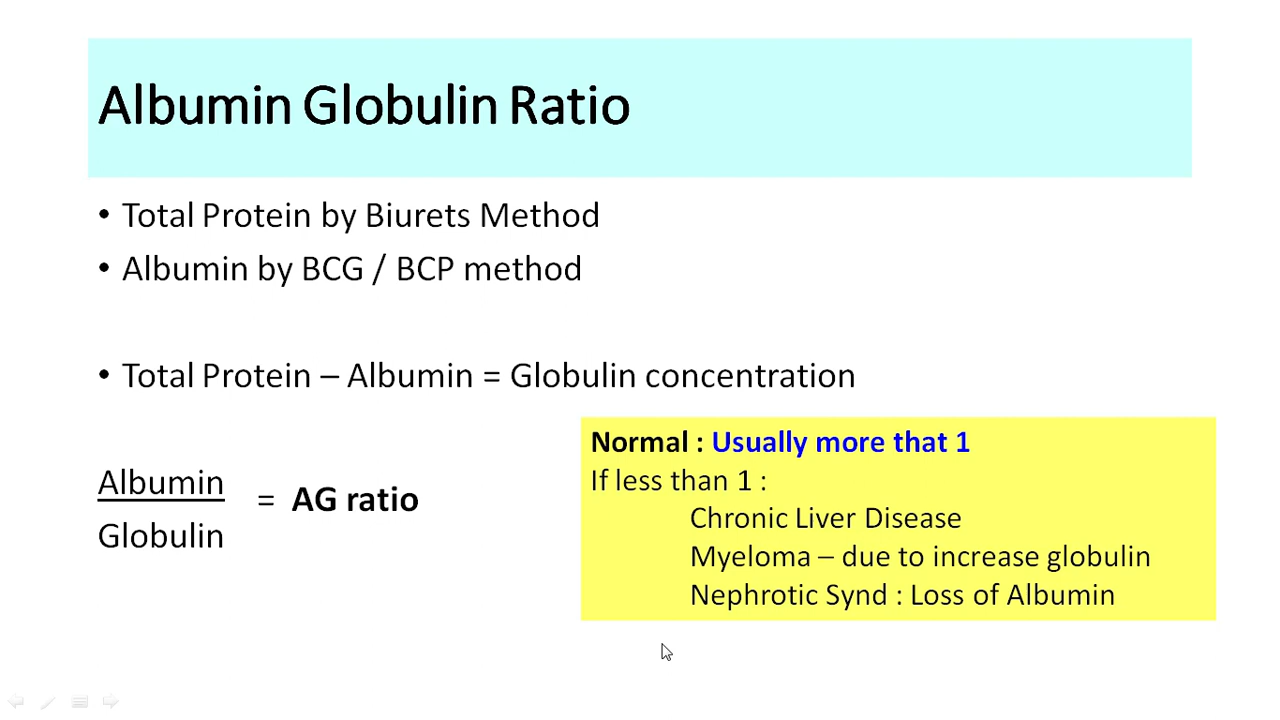 Albumin Globulin Ratio
• Total Protein by Biurets Method
• Albumin by BCG / BCP method
• Total Protein – Albumin = Globulin concentration
Albumin
Globulin
= AG ratio
Normal : Usually more that 1
If less than 1 :
Chronic Liver Disease
Myeloma – due to increase globulin
Nephrotic Synd : Loss of Albumin